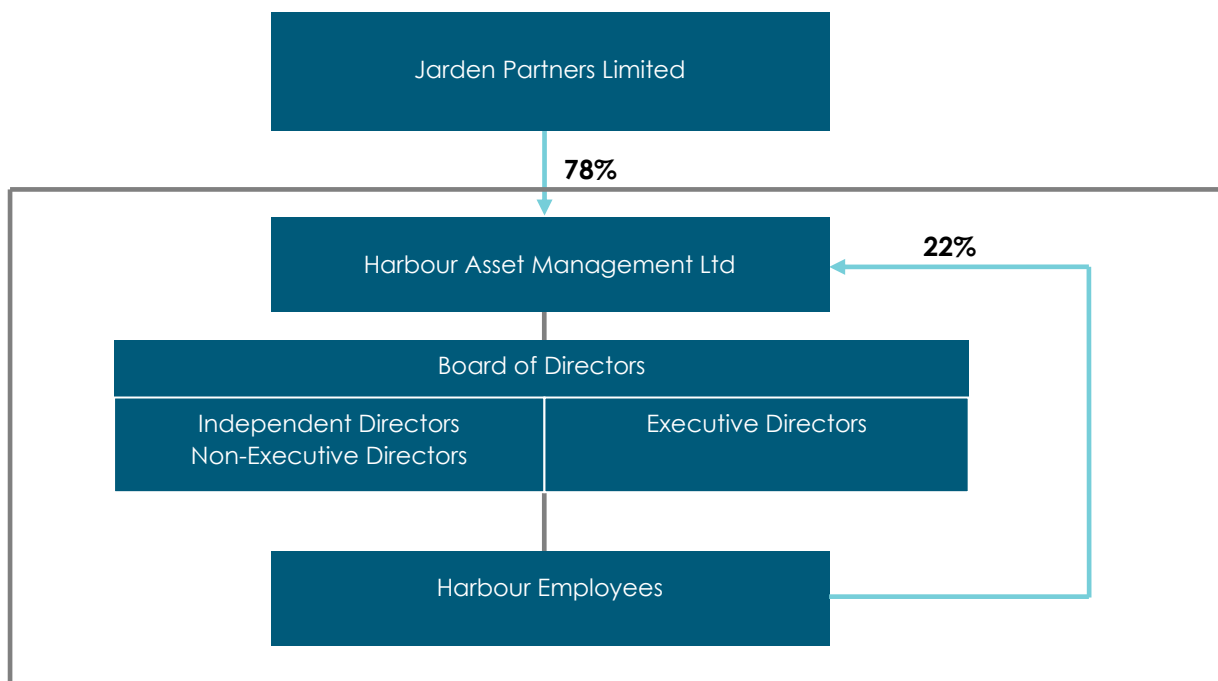 Jarden Partners Limited
78%
Harbour Asset Management Ltd
22%
Board of Directors
Independent Directors
Non-Executive Directors
Executive Directors
Harbour Employees